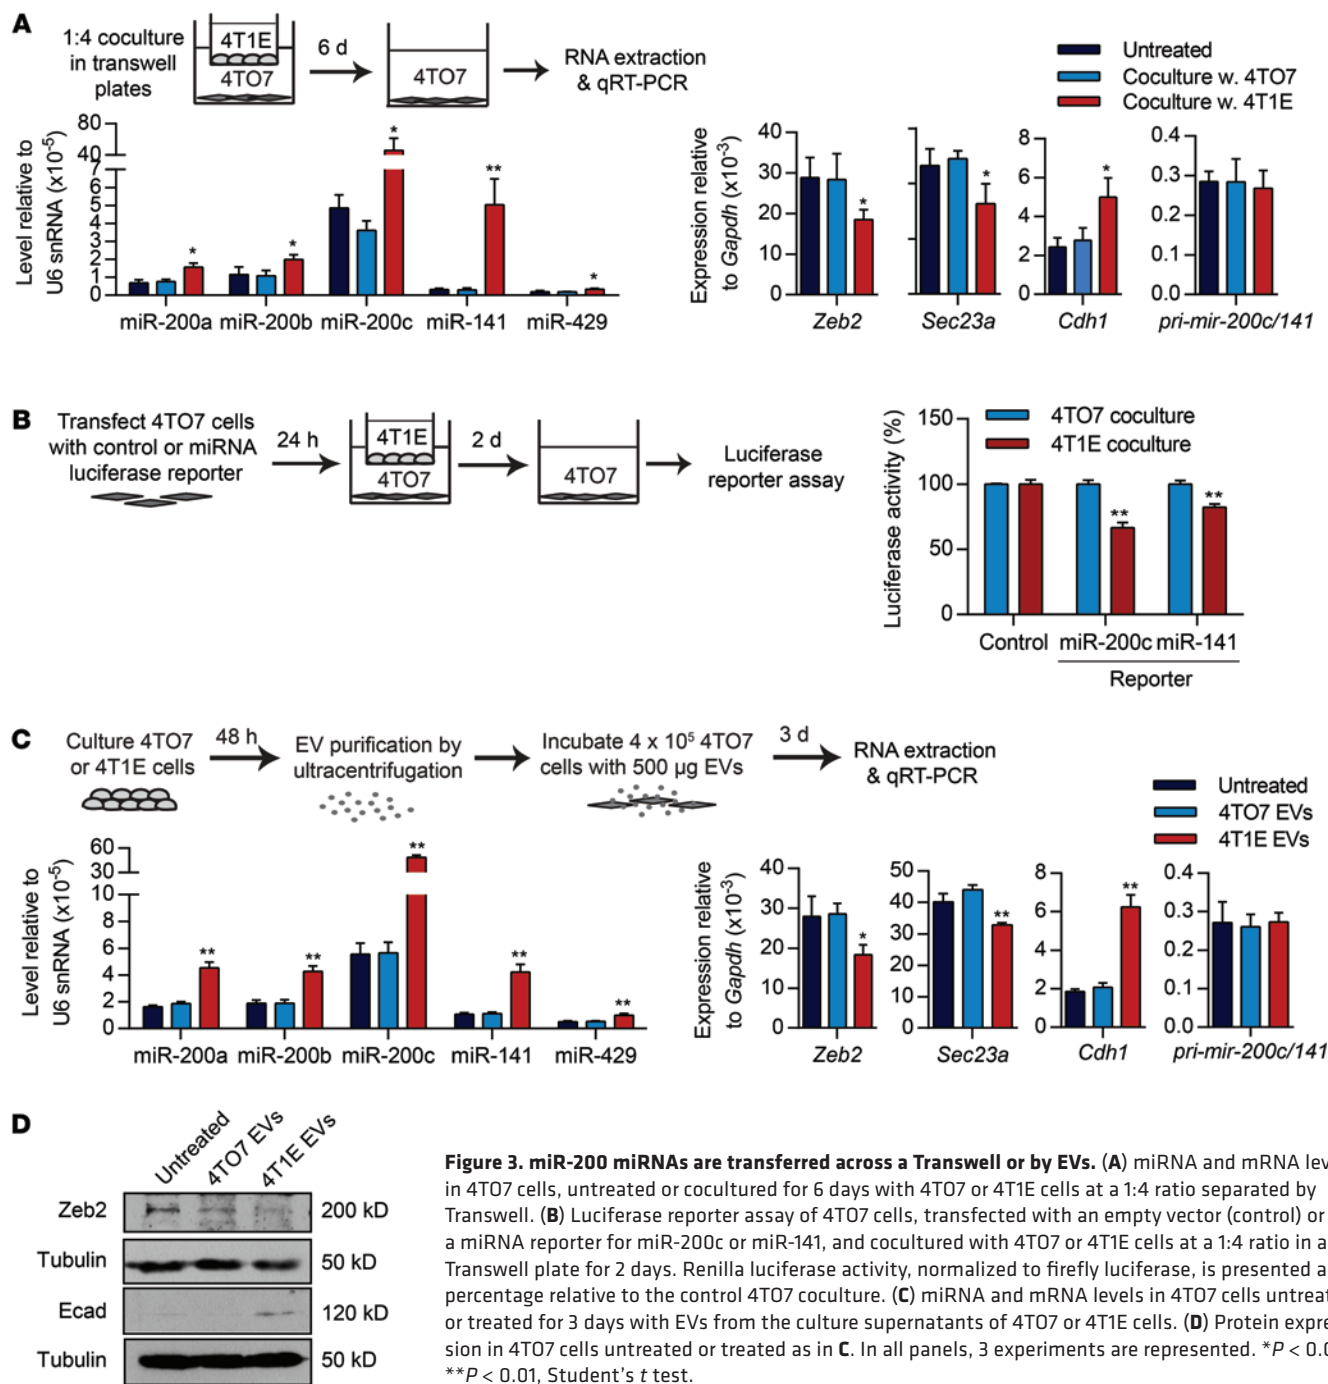 A
1:4 coculture
in transwell
plates
4T1E
4TO7
6 d
4TO7
RNA extraction
& qRT-PCR
Untreated
Coculture w. 4TO7
Coculture w. 4T1E
Level relative to
U6 snRNA (x10-5)
80
40
7
6
5
4
3
2
1
0
*
*
*
**
*
miR-200a
miR-200b
miR-200c
miR-141
miR-429
Expression relative
to Gapdh (x10-3)
40
30
20
10
0
*
Zeb2
*
Sec23a
8
6
4
2
0
*
Cdh1
0.4
0.3
0.2
0.1
0.0
pri-mir-200c/141
B
Transfect 4TO7 cells
with control or miRNA
luciferase reporter
24 h
4T1E
4TO7
2 d
4TO7
Luciferase
reporter assay
Luciferase activity (%)
150
100
50
0
4TO7 coculture
4T1E coculture
**
**
Control
miR-200c
miR-141
Reporter
C
Culture 4TO7
or 4T1E cells
48 h
EV purification by
ultracentrifugation
Incubate 4 x 10⁵ 4TO7
cells with 500 µg EVs
3 d
RNA extraction
& qRT-PCR
Untreated
4TO7 EVs
4T1E EVs
Level relative to
U6 snRNA (x10-5)
60
30
10
8
6
4
2
0
**
**
**
**
**
miR-200a
miR-200b
miR-200c
miR-141
miR-429
Expression relative
to Gapdh (x10-3)
40
30
20
10
0
*
Zeb2
50
40
30
20
10
0
**
Sec23a
8
6
4
2
0
**
Cdh1
0.4
0.3
0.2
0.1
0.0
pri-mir-200c/141
D
Untreated
4TO7 EVs
4T1E EVs
Zeb2
200 kD
Tubulin
50 kD
Ecad
120 kD
Tubulin
50 kD
Figure 3. miR-200 miRNAs are transferred across a Transwell or by EVs. (A) miRNA and mRNA lev
in 4TO7 cells, untreated or cocultured for 6 days with 4TO7 or 4T1E cells at a 1:4 ratio separated by
Transwell. (B) Luciferase reporter assay of 4TO7 cells, transfected with an empty vector (control) or
a miRNA reporter for miR-200c or miR-141, and cocultured with 4TO7 or 4T1E cells at a 1:4 ratio in a
Transwell plate for 2 days. Renilla luciferase activity, normalized to firefly luciferase, is presented a
percentage relative to the control 4TO7 coculture. (C) miRNA and mRNA levels in 4TO7 cells untreat
or treated for 3 days with EVs from the culture supernatants of 4TO7 or 4T1E cells. (D) Protein expre
sion in 4TO7 cells untreated or treated as in C. In all panels, 3 experiments are represented. *P < 0.0
**P < 0.01, Student's t test.